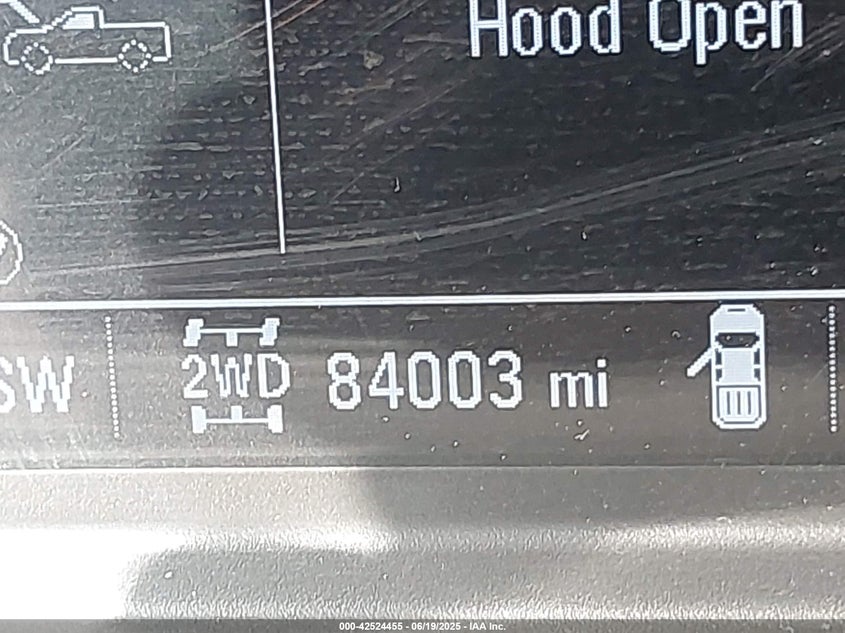 Hood Open
SW
2WD 84003 mi
000-42524455 - 06/19/2025 - IAA Inc.